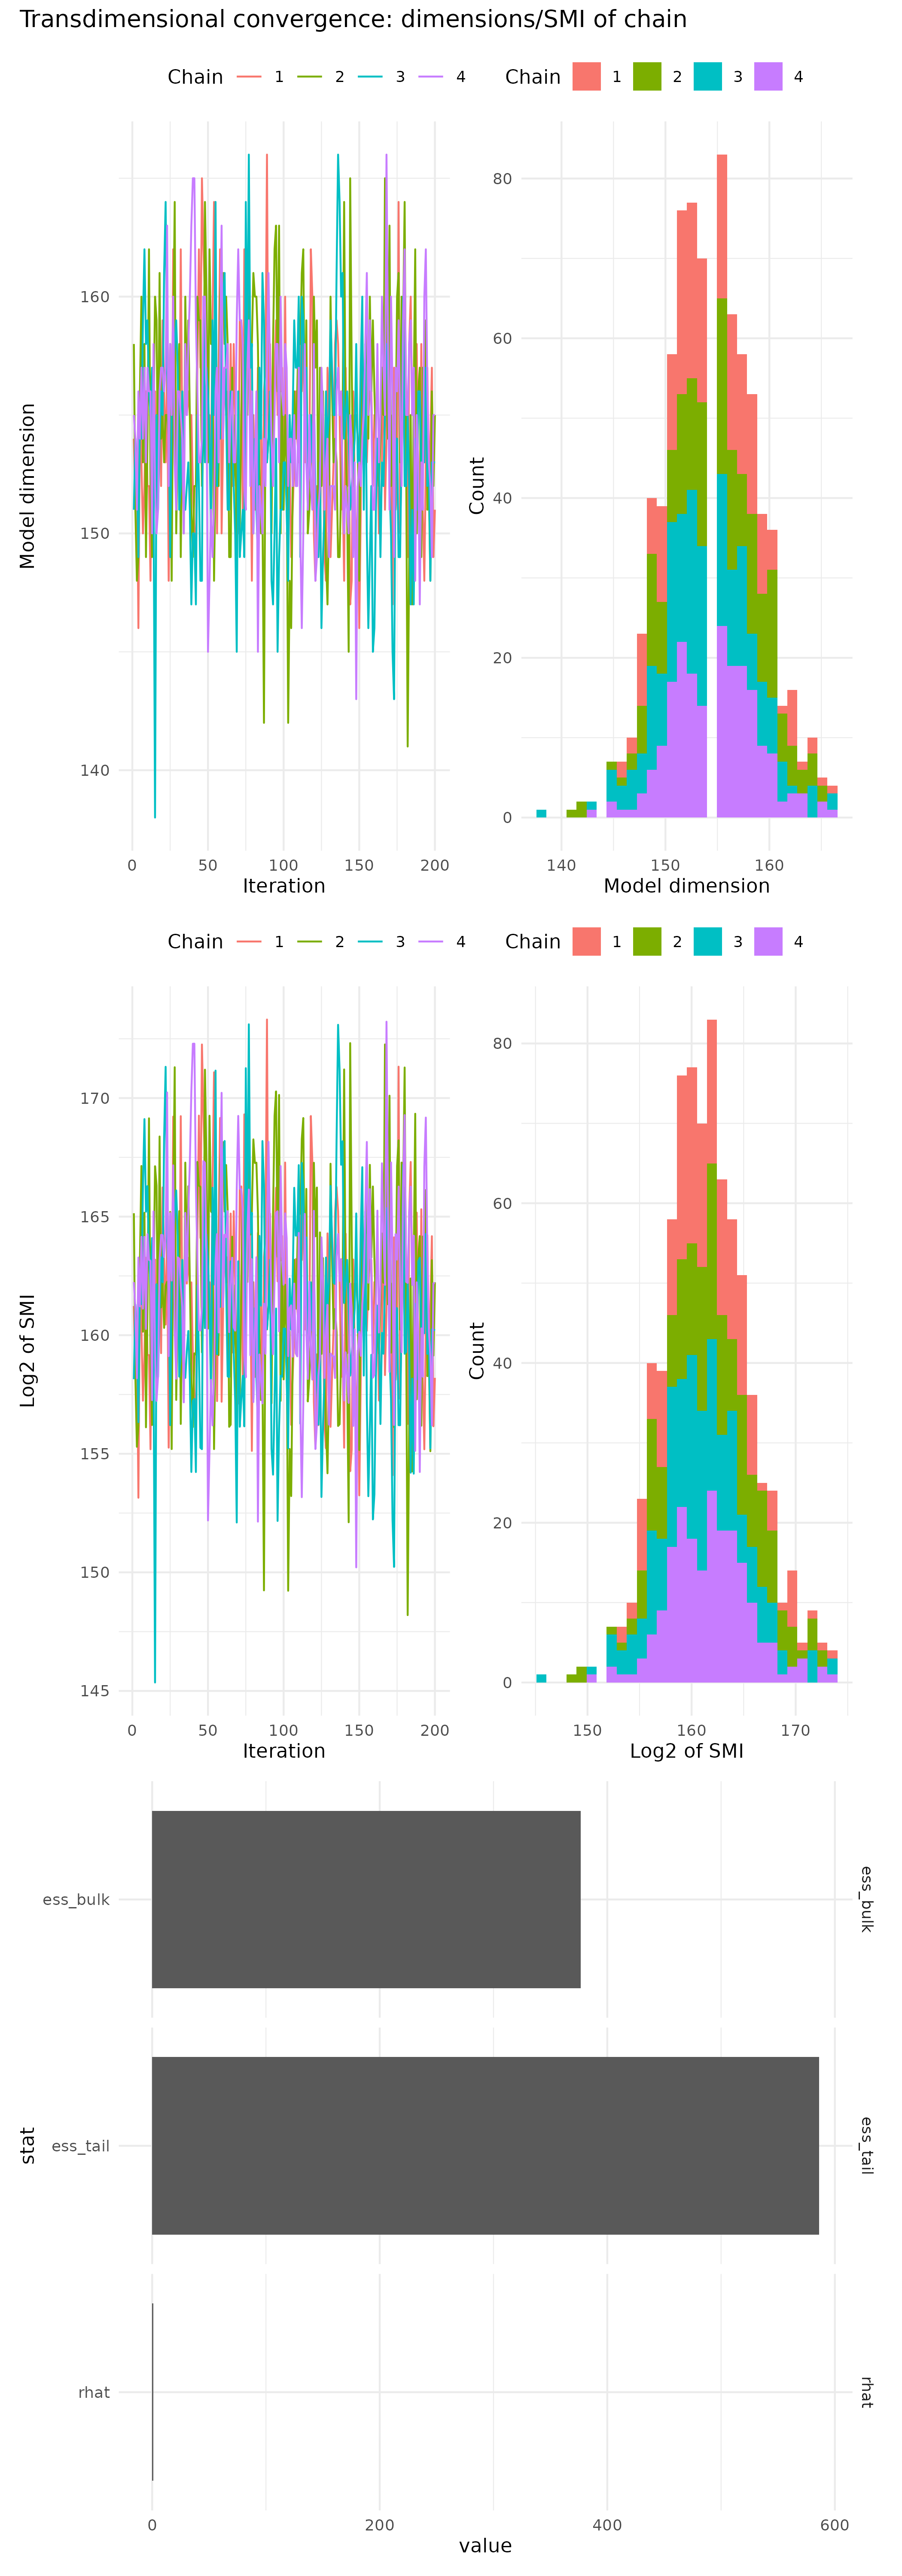 Transdimensional convergence: dimensions/SMI of chain
Chain 1 2 3 4
Chain 1 2 3 4
Model dimension
160
150
140
0 50 100 150 200
Iteration
Count
80
60
40
20
0
140 150 160
Model dimension
Chain 1 2 3 4
Chain 1 2 3 4
Log2 of SMI
170
165
160
155
150
145
0 50 100 150 200
Iteration
Count
80
60
40
20
0
150 160 170
Log2 of SMI
stat
ess_bulk
ess_bulk
ess_tail
ess_tail
rhat
rhat
0 200 400 600
value